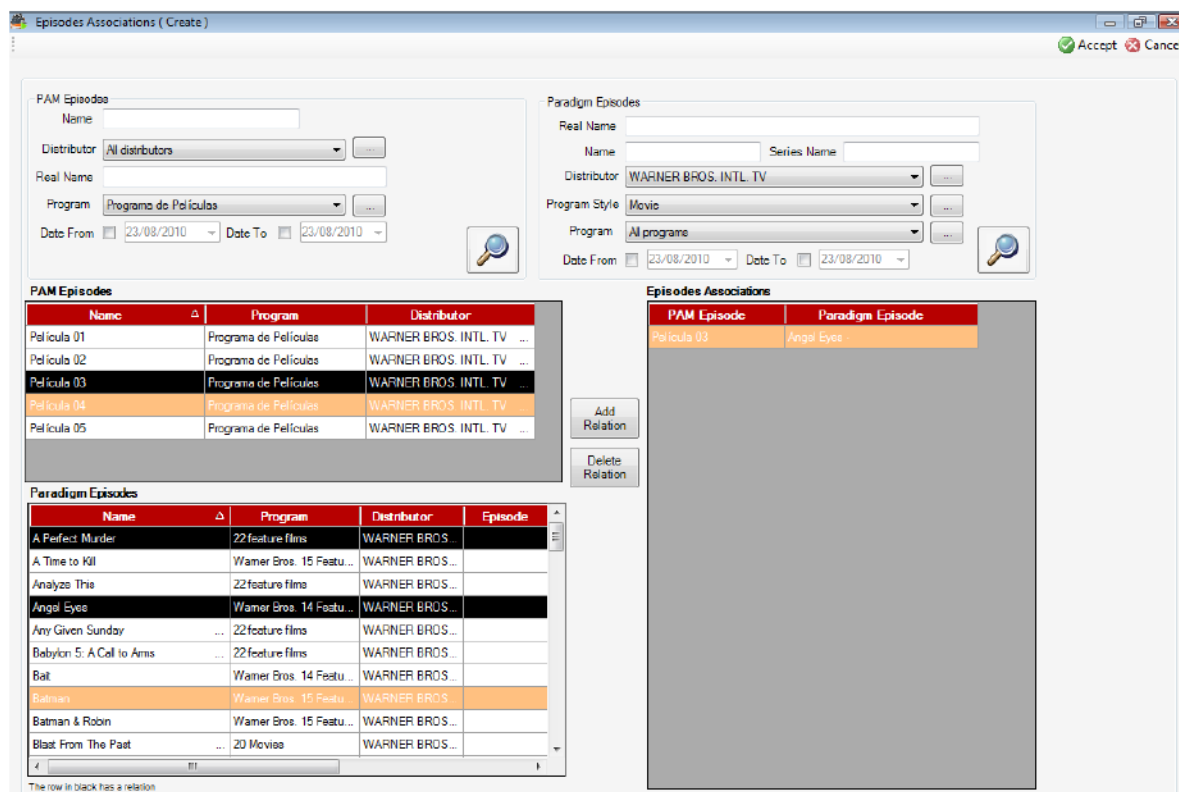 Episodes Associations ( Create )
Accept Cance
PAM Episodes
Name
Distributor All distributors ...
Real Name
Program Programa de Películas ...
Date From 23/08/2010 Date To 23/08/2010
Paradigm Episodes
Real Name
Name Series Name
Distributor WARNER BROS. INTL. TV ...
Program Style Movie ...
Program All programs ...
Date From 23/08/2010 Date To 23/08/2010
PAM Episodes
Name Program Distributor
Película 01 Programa de Películas WARNER BROS. INTL. TV ...
Película 02 Programa de Películas WARNER BROS. INTL. TV ...
Película 03 Programa de Películas WARNER BROS. INTL. TV ...
Película 04 Programa de Películas WARNER BROS. INTL. TV ...
Película 05 Programa de Películas WARNER BROS. INTL. TV ...
Add
Relation
Delete
Relation
Episodes Associations
PAM Episode Paradigm Episode
Película 03 Angel Eyes
Paradigm Episodes
Name Program Distributor Episode
A Perfect Murder 22 feature films WARNER BROS...
A Time to Kill Warner Bros. 15 Featu... WARNER BROS...
Analyze This 22 feature films WARNER BROS...
Angel Eyes Warner Bros. 14 Featu... WARNER BROS...
Any Given Sunday ... 22 feature films WARNER BROS...
Babylon 5: A Call to Arms ... 22 feature films WARNER BROS...
Bait Warner Bros. 14 Featu... WARNER BROS...
Batman Warner Bros. 15 Featu... WARNER BROS...
Batman & Robin Warner Bros. 15 Featu... WARNER BROS...
Blast From The Past ... 20 Movies WARNER BROS...
The row in black has a relation